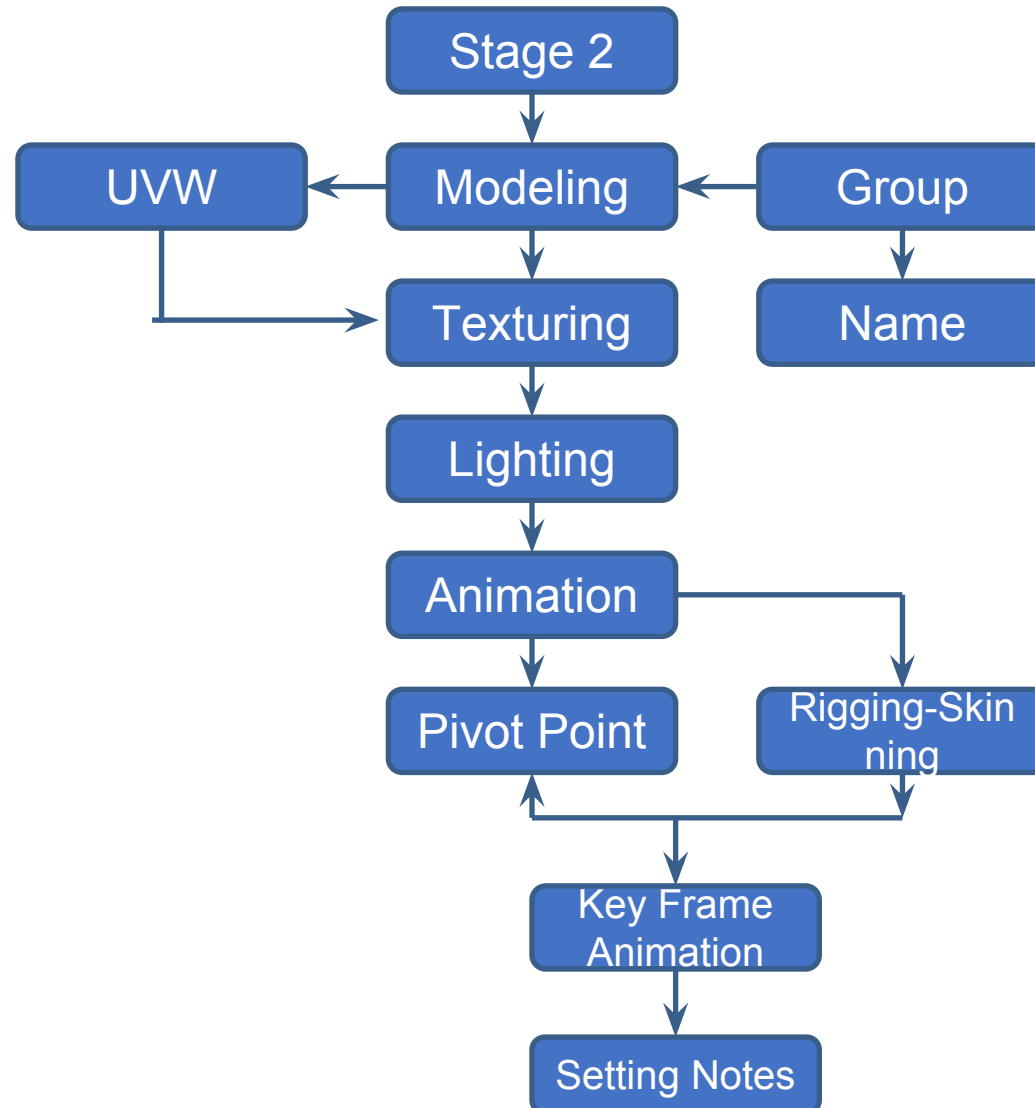 Stage 2
UVW
Modeling
Group
Texturing
Name
Lighting
Animation
Pivot Point
Rigging-Skin
ning
Key Frame
Animation
Setting Notes